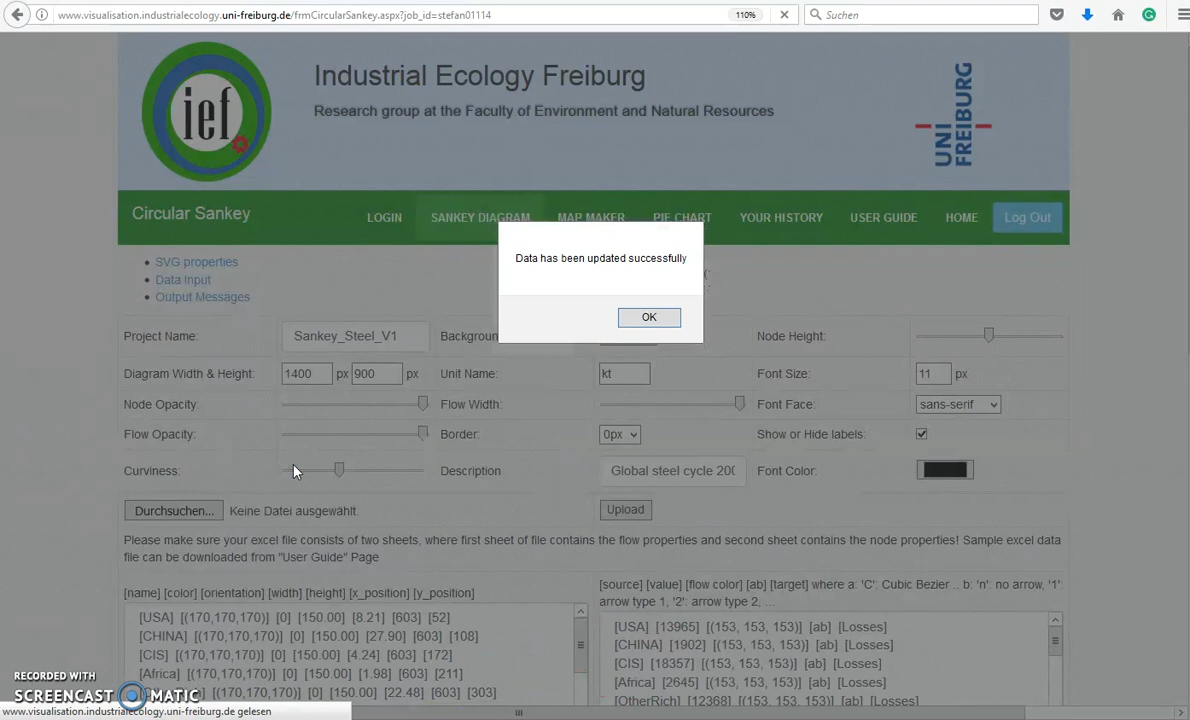 www.visualisation.industrialecology.uni-freiburg.de/frmCircularSankey.aspx?job_id=stefan01114
110%
Suchen
ief
Industrial Ecology Freiburg
Research group at the Faculty of Environment and Natural Resources
UNI
FREIBURG
Circular Sankey
LOGIN
SANKEY DIAGRAM
MAP MAKER
PIE CHART
YOUR HISTORY
USER GUIDE
HOME
Log Out
SVG properties
Data Input
Output Messages
Data has been updated successfully
OK
Project Name:
Sankey_Steel_V1
Node Height:
Diagram Width & Height:
1400 px 900 px
Unit Name:
kt
Font Size:
11 px
Node Opacity:
Flow Width:
Font Face:
sans-serif
Flow Opacity:
Border:
0px
Show or Hide labels:
Curviness:
Description
Global steel cycle 200
Font Color:
Durchsuchen...
Keine Datei ausgewählt.
Upload
Please make sure your excel file consists of two sheets, where first sheet of file contains the flow properties and second sheet contains the node properties! Sample excel data
file can be downloaded from "User Guide" Page
[name] [color] [orientation] [width] [height] [x_position] [y_position]
[USA] [(170,170,170)] [0] [150.00] [8.21] [603] [52]
[CHINA] [(170,170,170)] [0] [150.00] [27.90] [603] [108]
[CIS] [(170,170,170)] [0] [150.00] [4.24] [603] [172]
[Africa] [(170,170,170)] [0] [150.00] [1.98] [603] [211]
[(170,170,170)] [0] [150.00] [22.48] [603] [303]
[source] [value] [flow color] [ab] [target] where a: 'C': Cubic Bezier .. b: 'n': no arrow, '1':
arrow type 1, '2': arrow type 2, ...
[USA] [13965] [(153, 153, 153)] [ab] [Losses]
[CHINA] [1902] [(153, 153, 153)] [ab] [Losses]
[CIS] [18357] [(153, 153, 153)] [ab] [Losses]
[Africa] [2645] [(153, 153, 153)] [ab] [Losses]
[OtherRich] [12368] [(153, 153, 153)] [ab] [Losses]
RECORDED WITH
SCREENCAST MATIC
www.visualisation.industrialecology.uni-freiburg.de gelesen